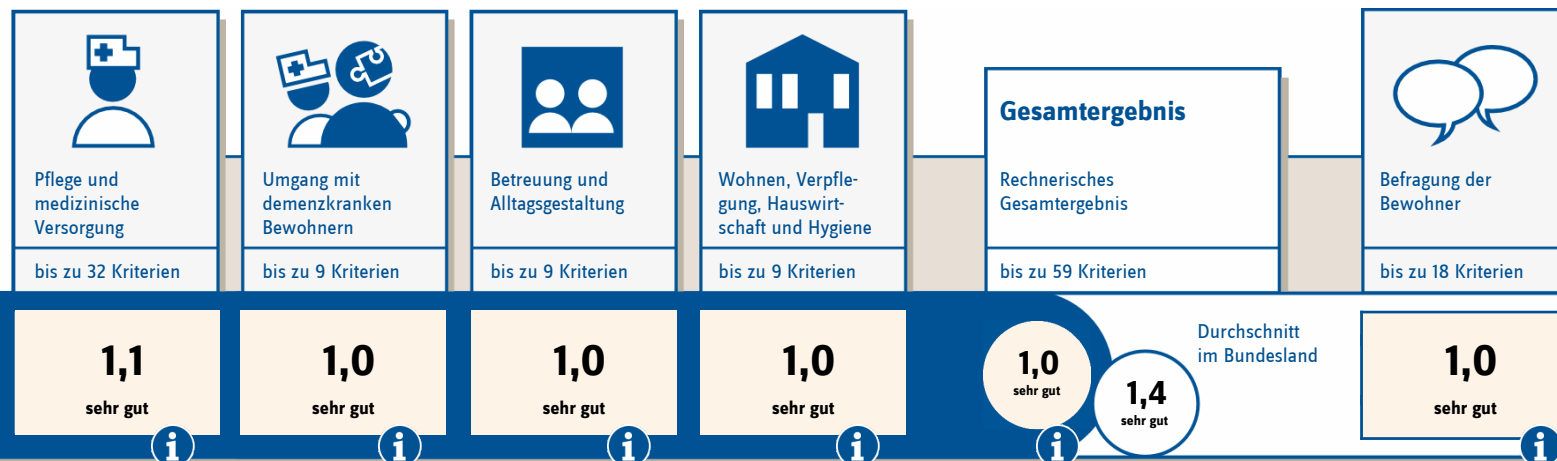 Pflege und
medizinische
Versorgung
bis zu 32 Kriterien
1,1
sehr gut
i
Umgang mit
demenzkranken
Bewohnern
bis zu 9 Kriterien
1,0
sehr gut
i
Betreuung und
Alltagsgestaltung
bis zu 9 Kriterien
1,0
sehr gut
i
Wohnen, Verpfle-
gung, Hauswirt-
schaft und Hygiene
bis zu 9 Kriterien
1,0
sehr gut
i
Gesamtergebnis
Rechnerisches
Gesamtergebnis
bis zu 59 Kriterien
1,0
sehr gut
i
1,4
sehr gut
Durchschnitt
im Bundesland
Befragung der
Bewohner
bis zu 18 Kriterien
1,0
sehr gut
i